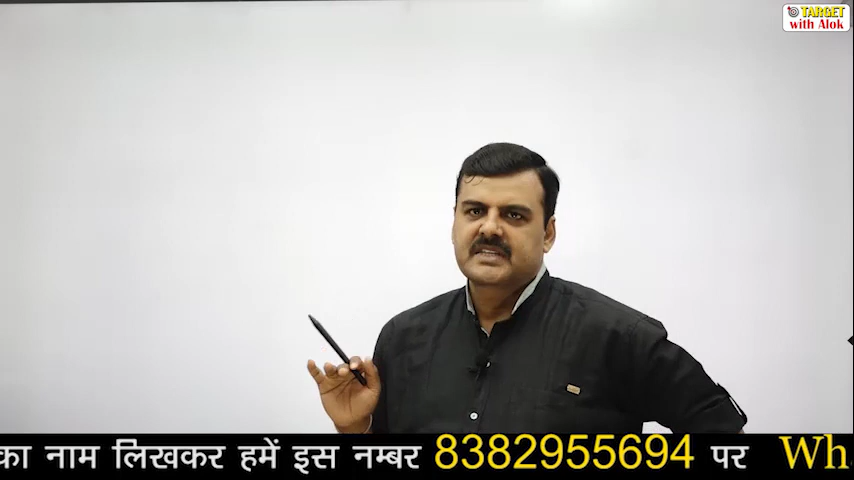 TARGET
with Alok
का नाम लिखकर हमें इस नम्बर 8382955694 पर